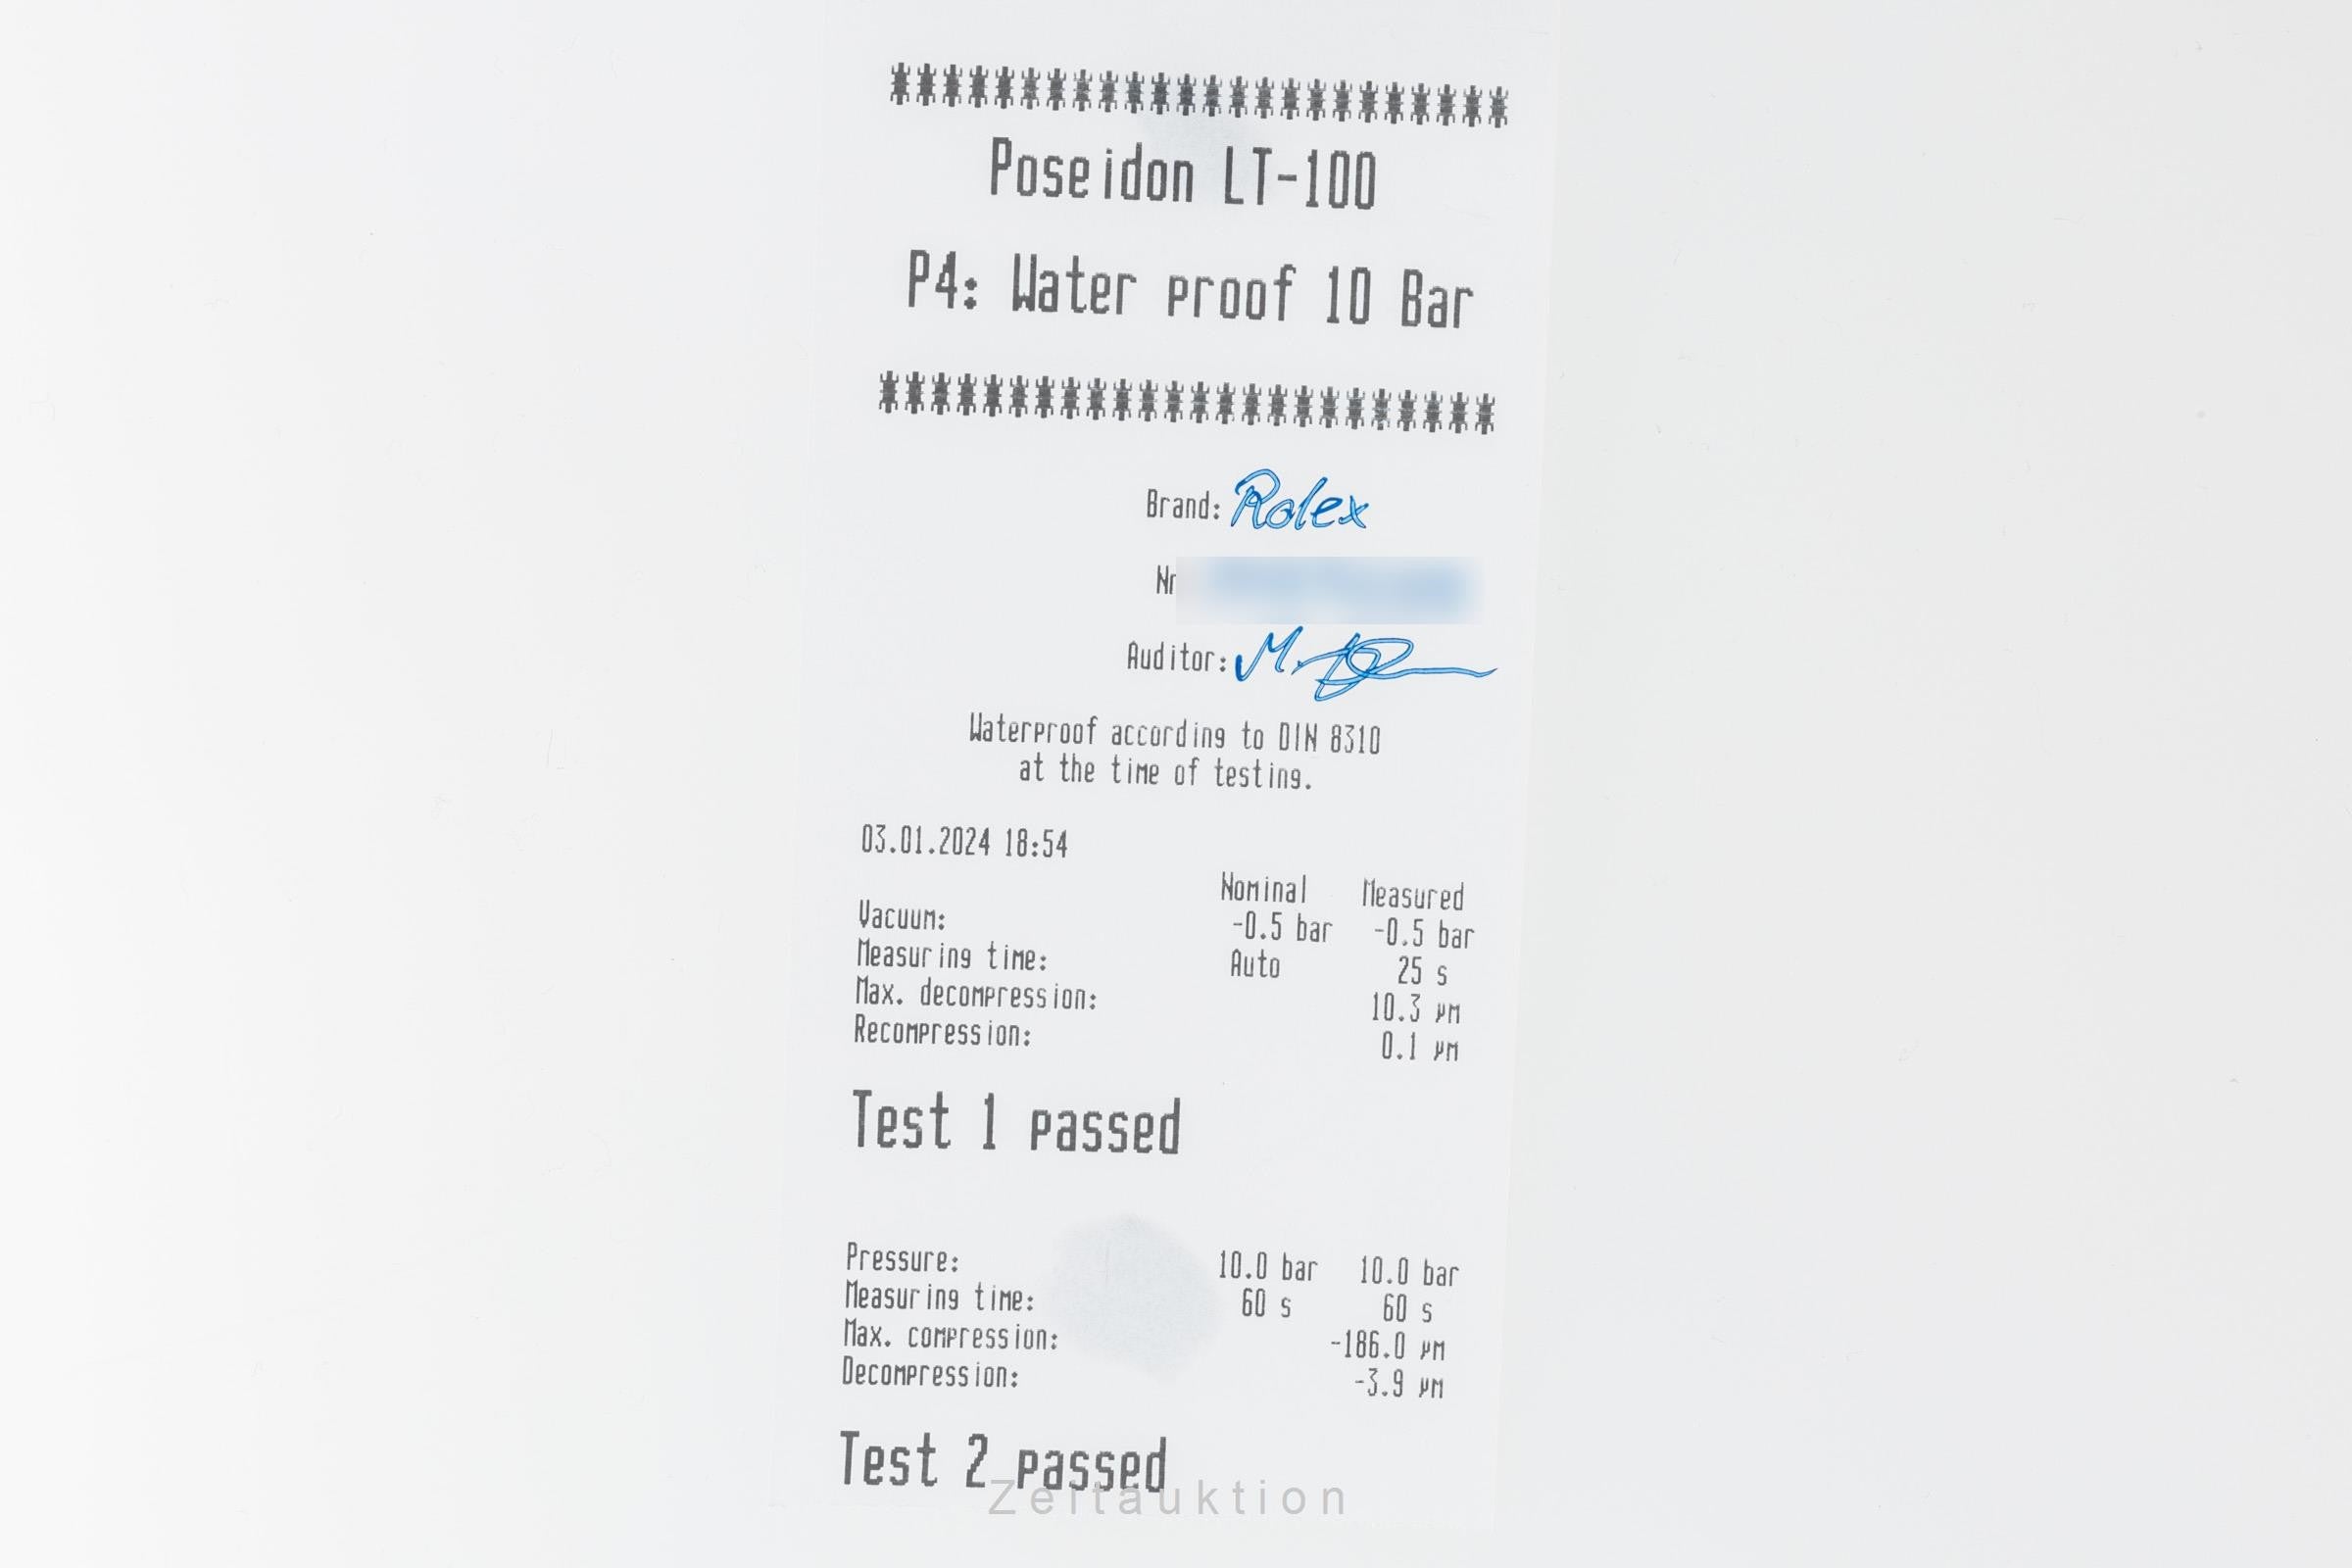 ************************
Poseidon LT-100
P4: Water proof 10 Bar
************************
Brand: Rolex
Nr
Auditor: M.
Waterproof according to DIN 8310
at the time of testing.
03.01.2024 18:54
Nominal Measured
Vacuum: -0.5 bar -0.5 bar
Measuring time: Auto 25 s
Max. decompression: 10.3 µm
Recompression: 0.1 µm
Test 1 passed
Pressure: 10.0 bar 10.0 bar
Measuring time: 60 s 60 s
Max. compression: -186.0 µm
Decompression: -3.9 µm
Test 2 passed
Zeitauktion